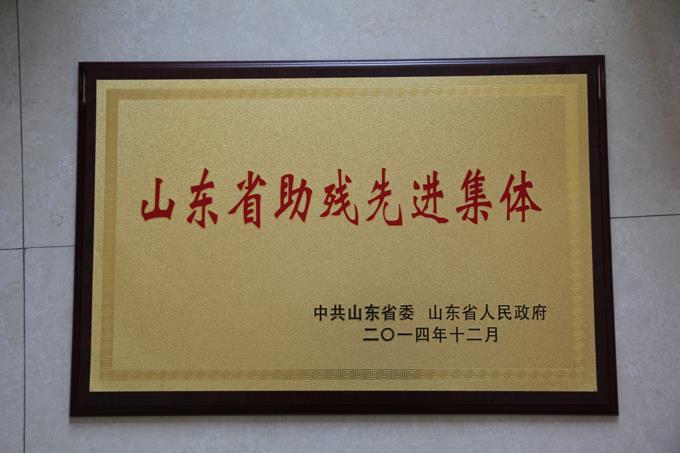 山东省助残先进集体
中共山东省委 山东省人民政府
二〇一四年十二月